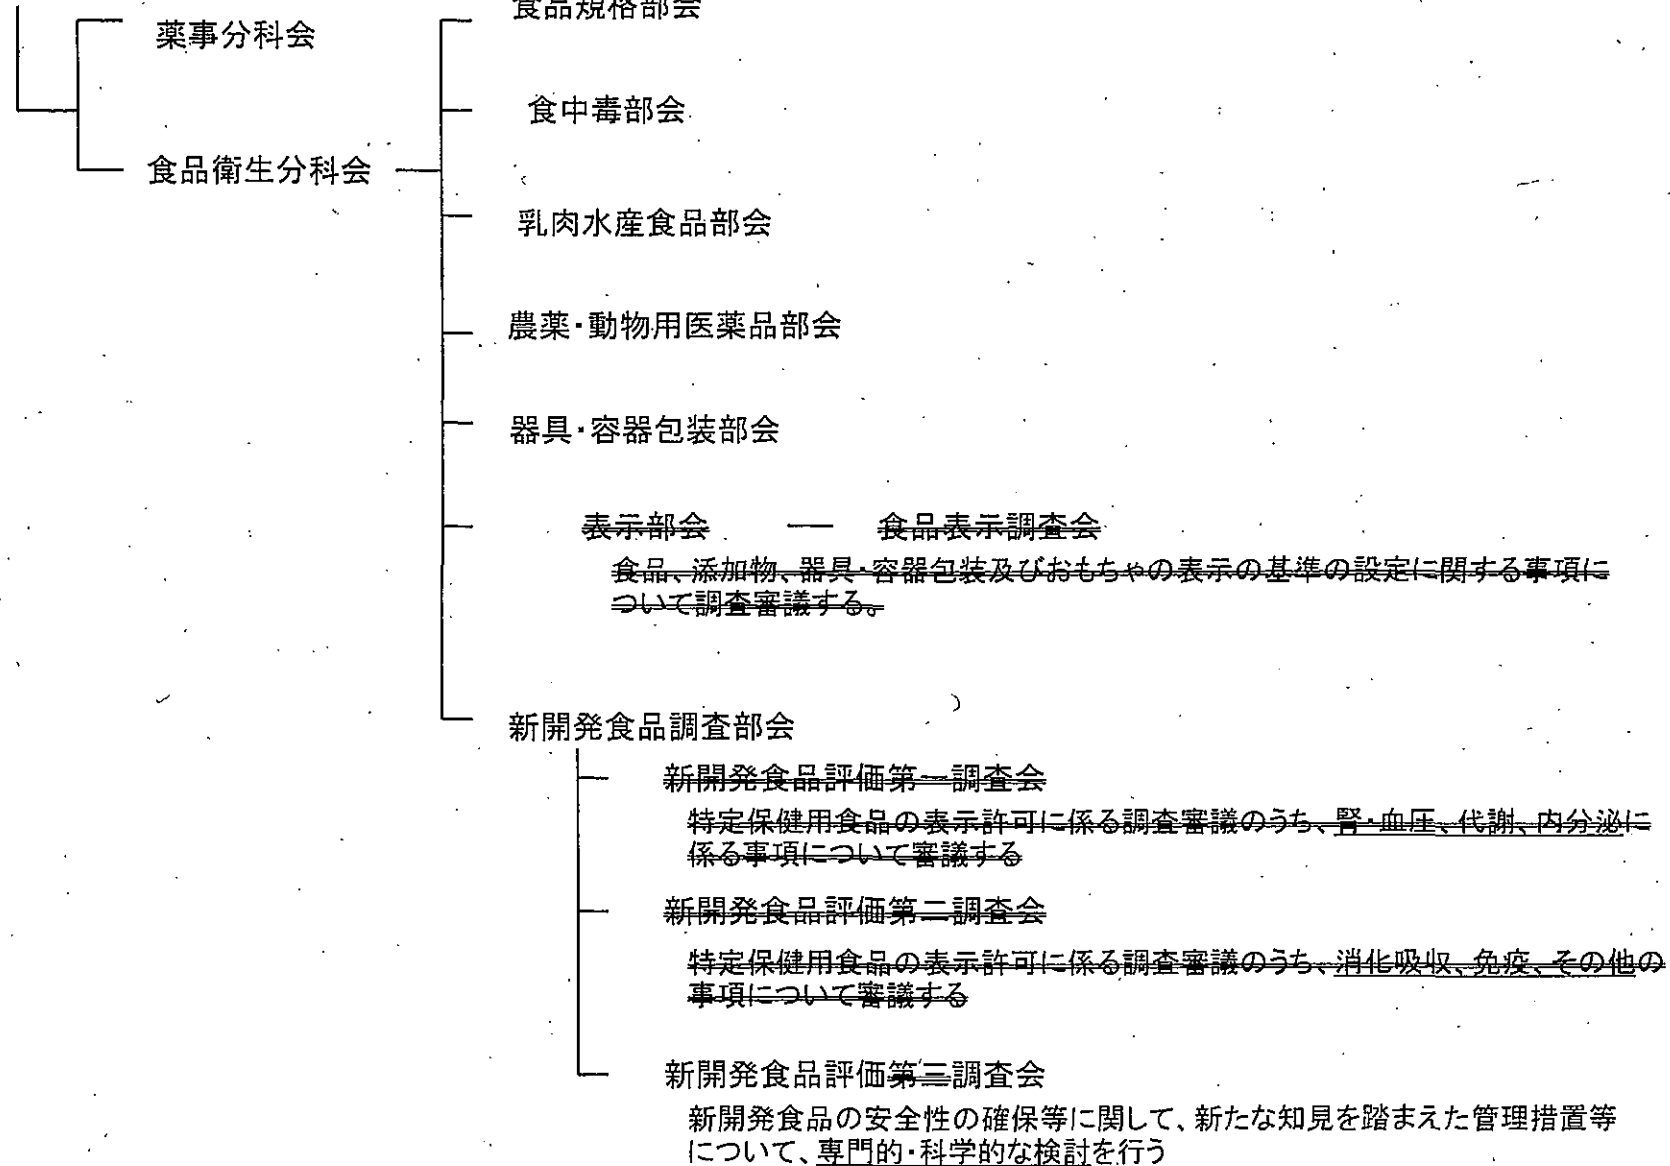 食品規格部会
薬事分科会
食中毒部会
食品衛生分科会
乳肉水産食品部会
農薬・動物用医薬品部会
器具・容器包装部会
表示部会 食品表示調査会
食品、添加物、器具・容器包装及びおもちゃの表示の基準の設定に関する事項に
ついて調査審議する。
新開発食品調査部会
新開発食品評価第一調査会
特定保健用食品の表示許可に係る調査審議のうち、腎・血圧、代謝、内分泌に
係る事項について審議する
新開発食品評価第二調査会
特定保健用食品の表示許可に係る調査審議のうち、消化吸収、免疫、その他の
事項について審議する
新開発食品評価第三調査会
新開発食品の安全性の確保等に関して、新たな知見を踏まえた管理措置等
について、専門的・科学的な検討を行う